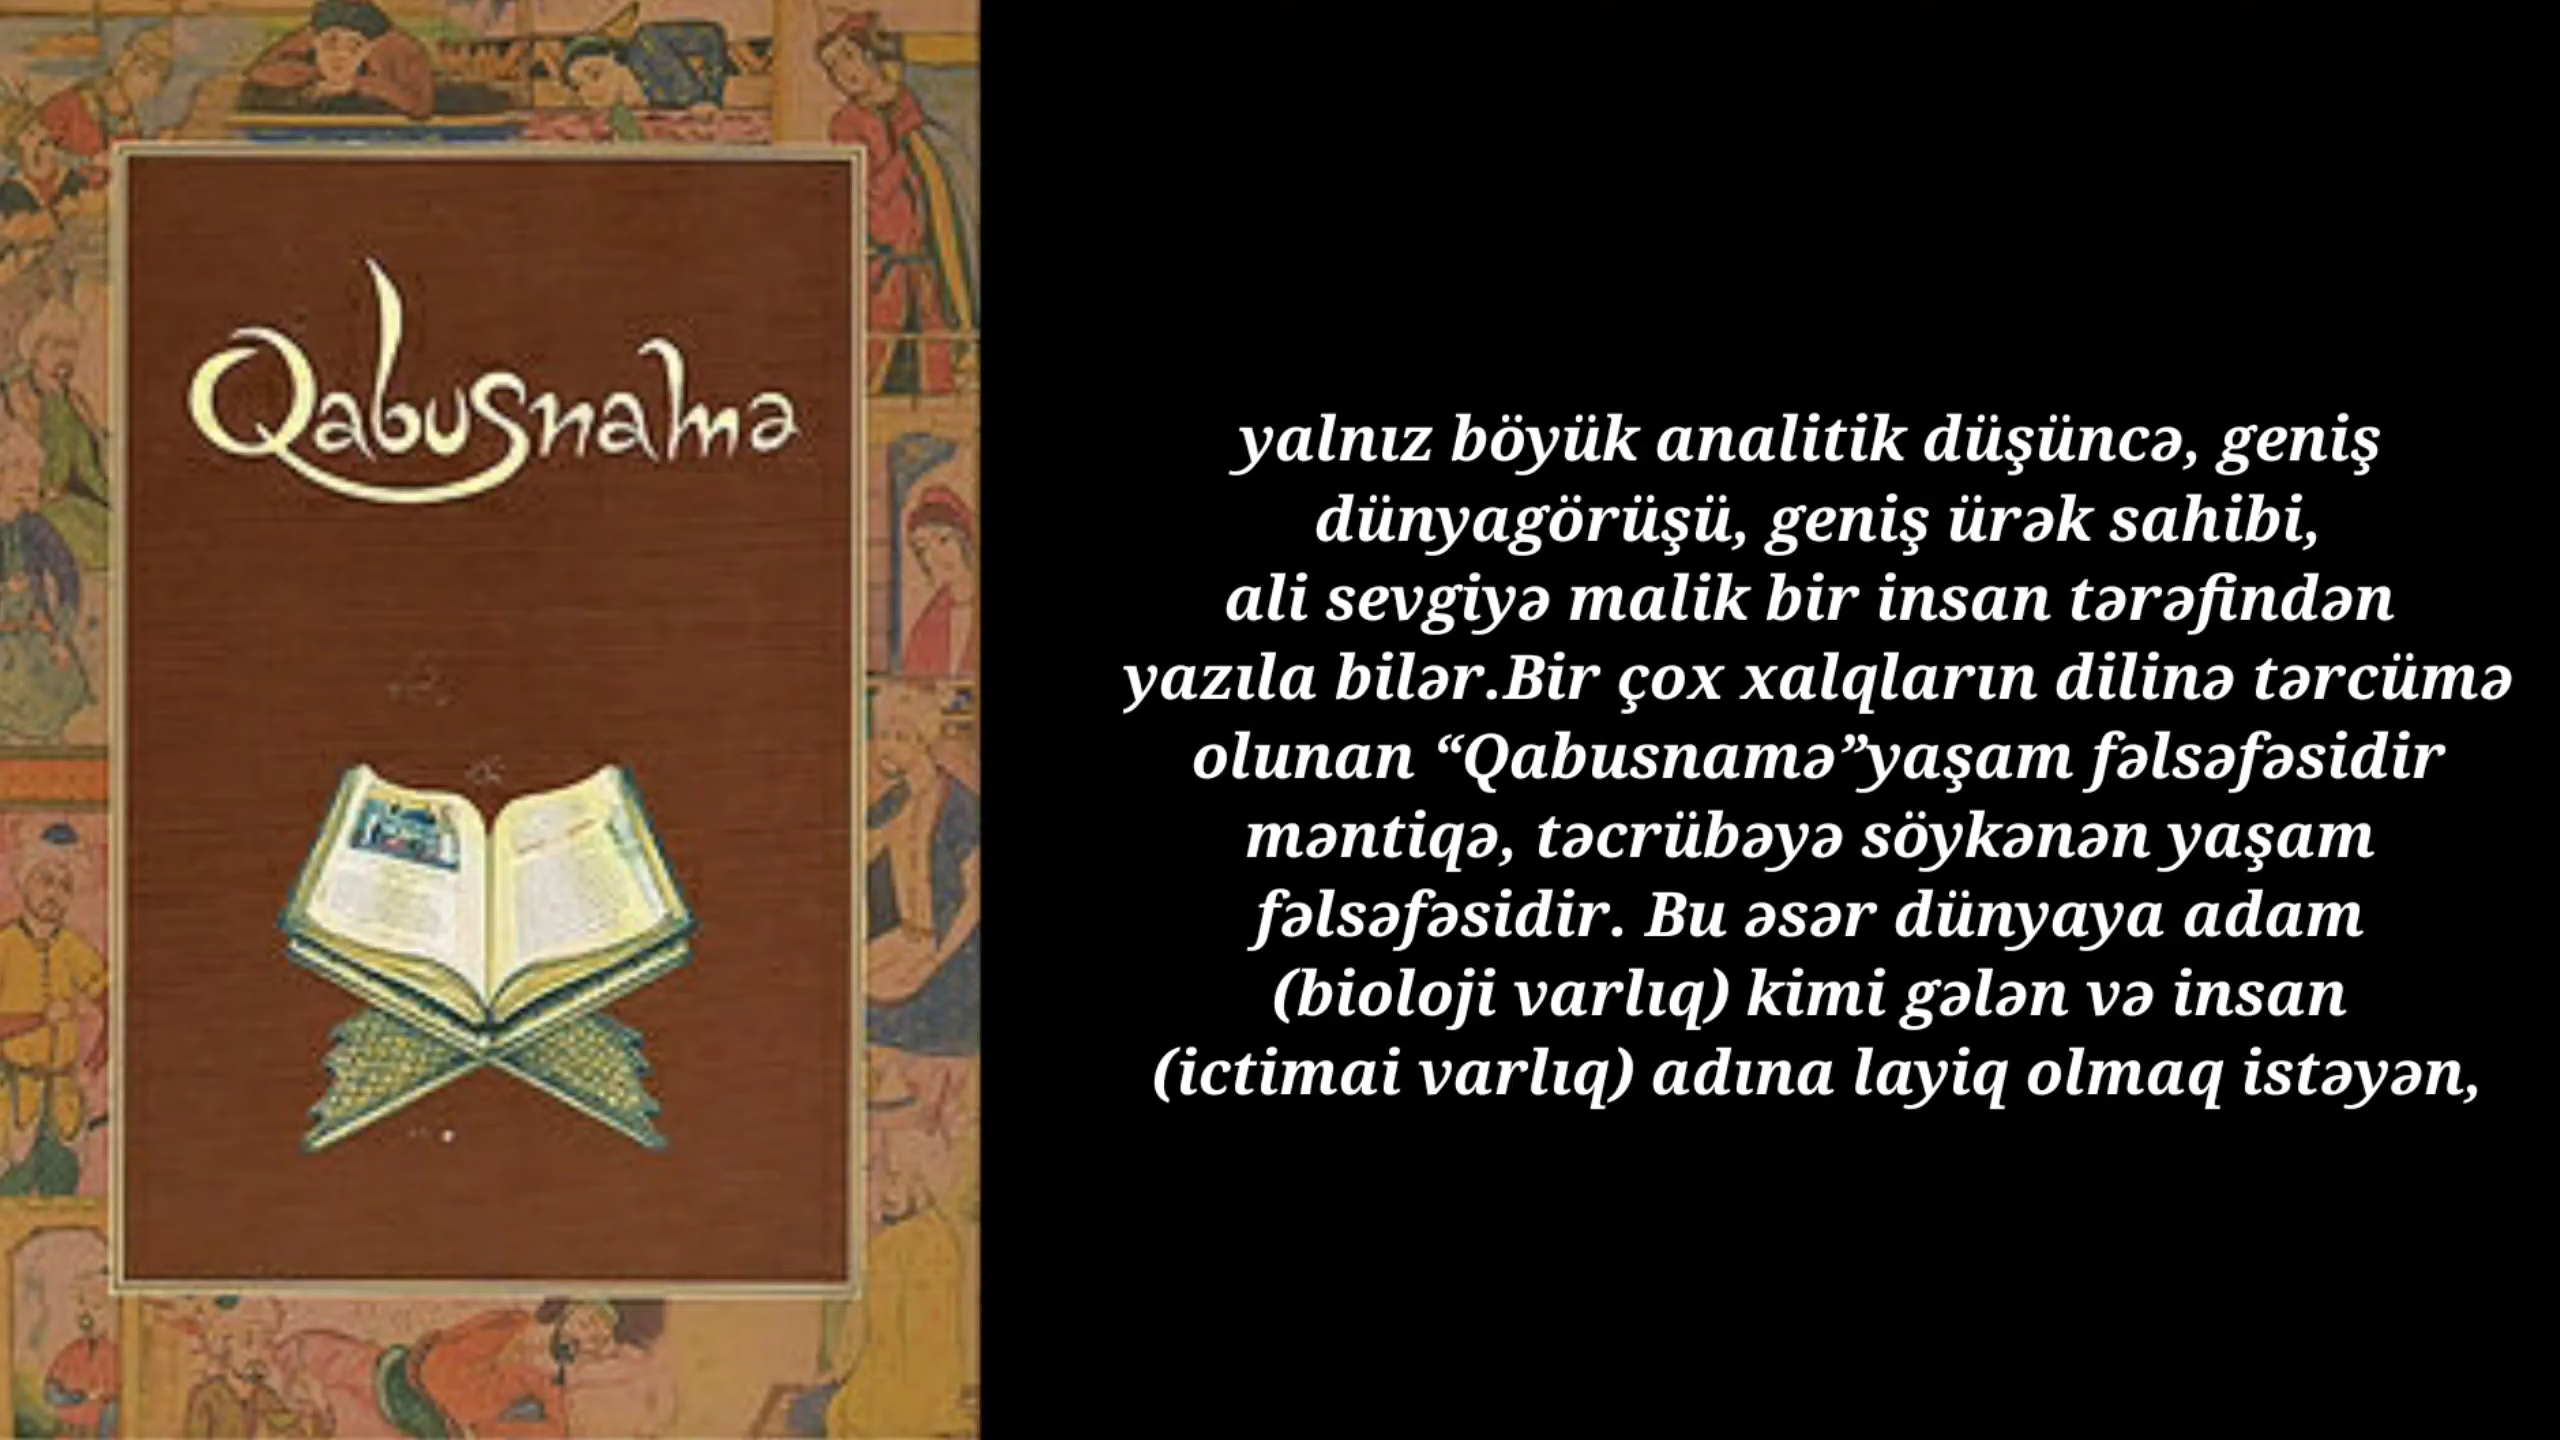 Qabusnamə
yalnız böyük analitik düşüncə, geniş
dünyagörüşü, geniş ürək sahibi,
ali sevgiyə malik bir insan tərəfindən
yazıla bilər.Bir çox xalqların dilinə tərcümə
olunan “Qabusnamə”yaşam fəlsəfəsidir
məntiqə, təcrübəyə söykənən yaşam
fəlsəfəsidir. Bu əsər dünyaya adam
(bioloji varlıq) kimi gələn və insan
(ictimai varlıq) adına layiq olmaq istəyən,